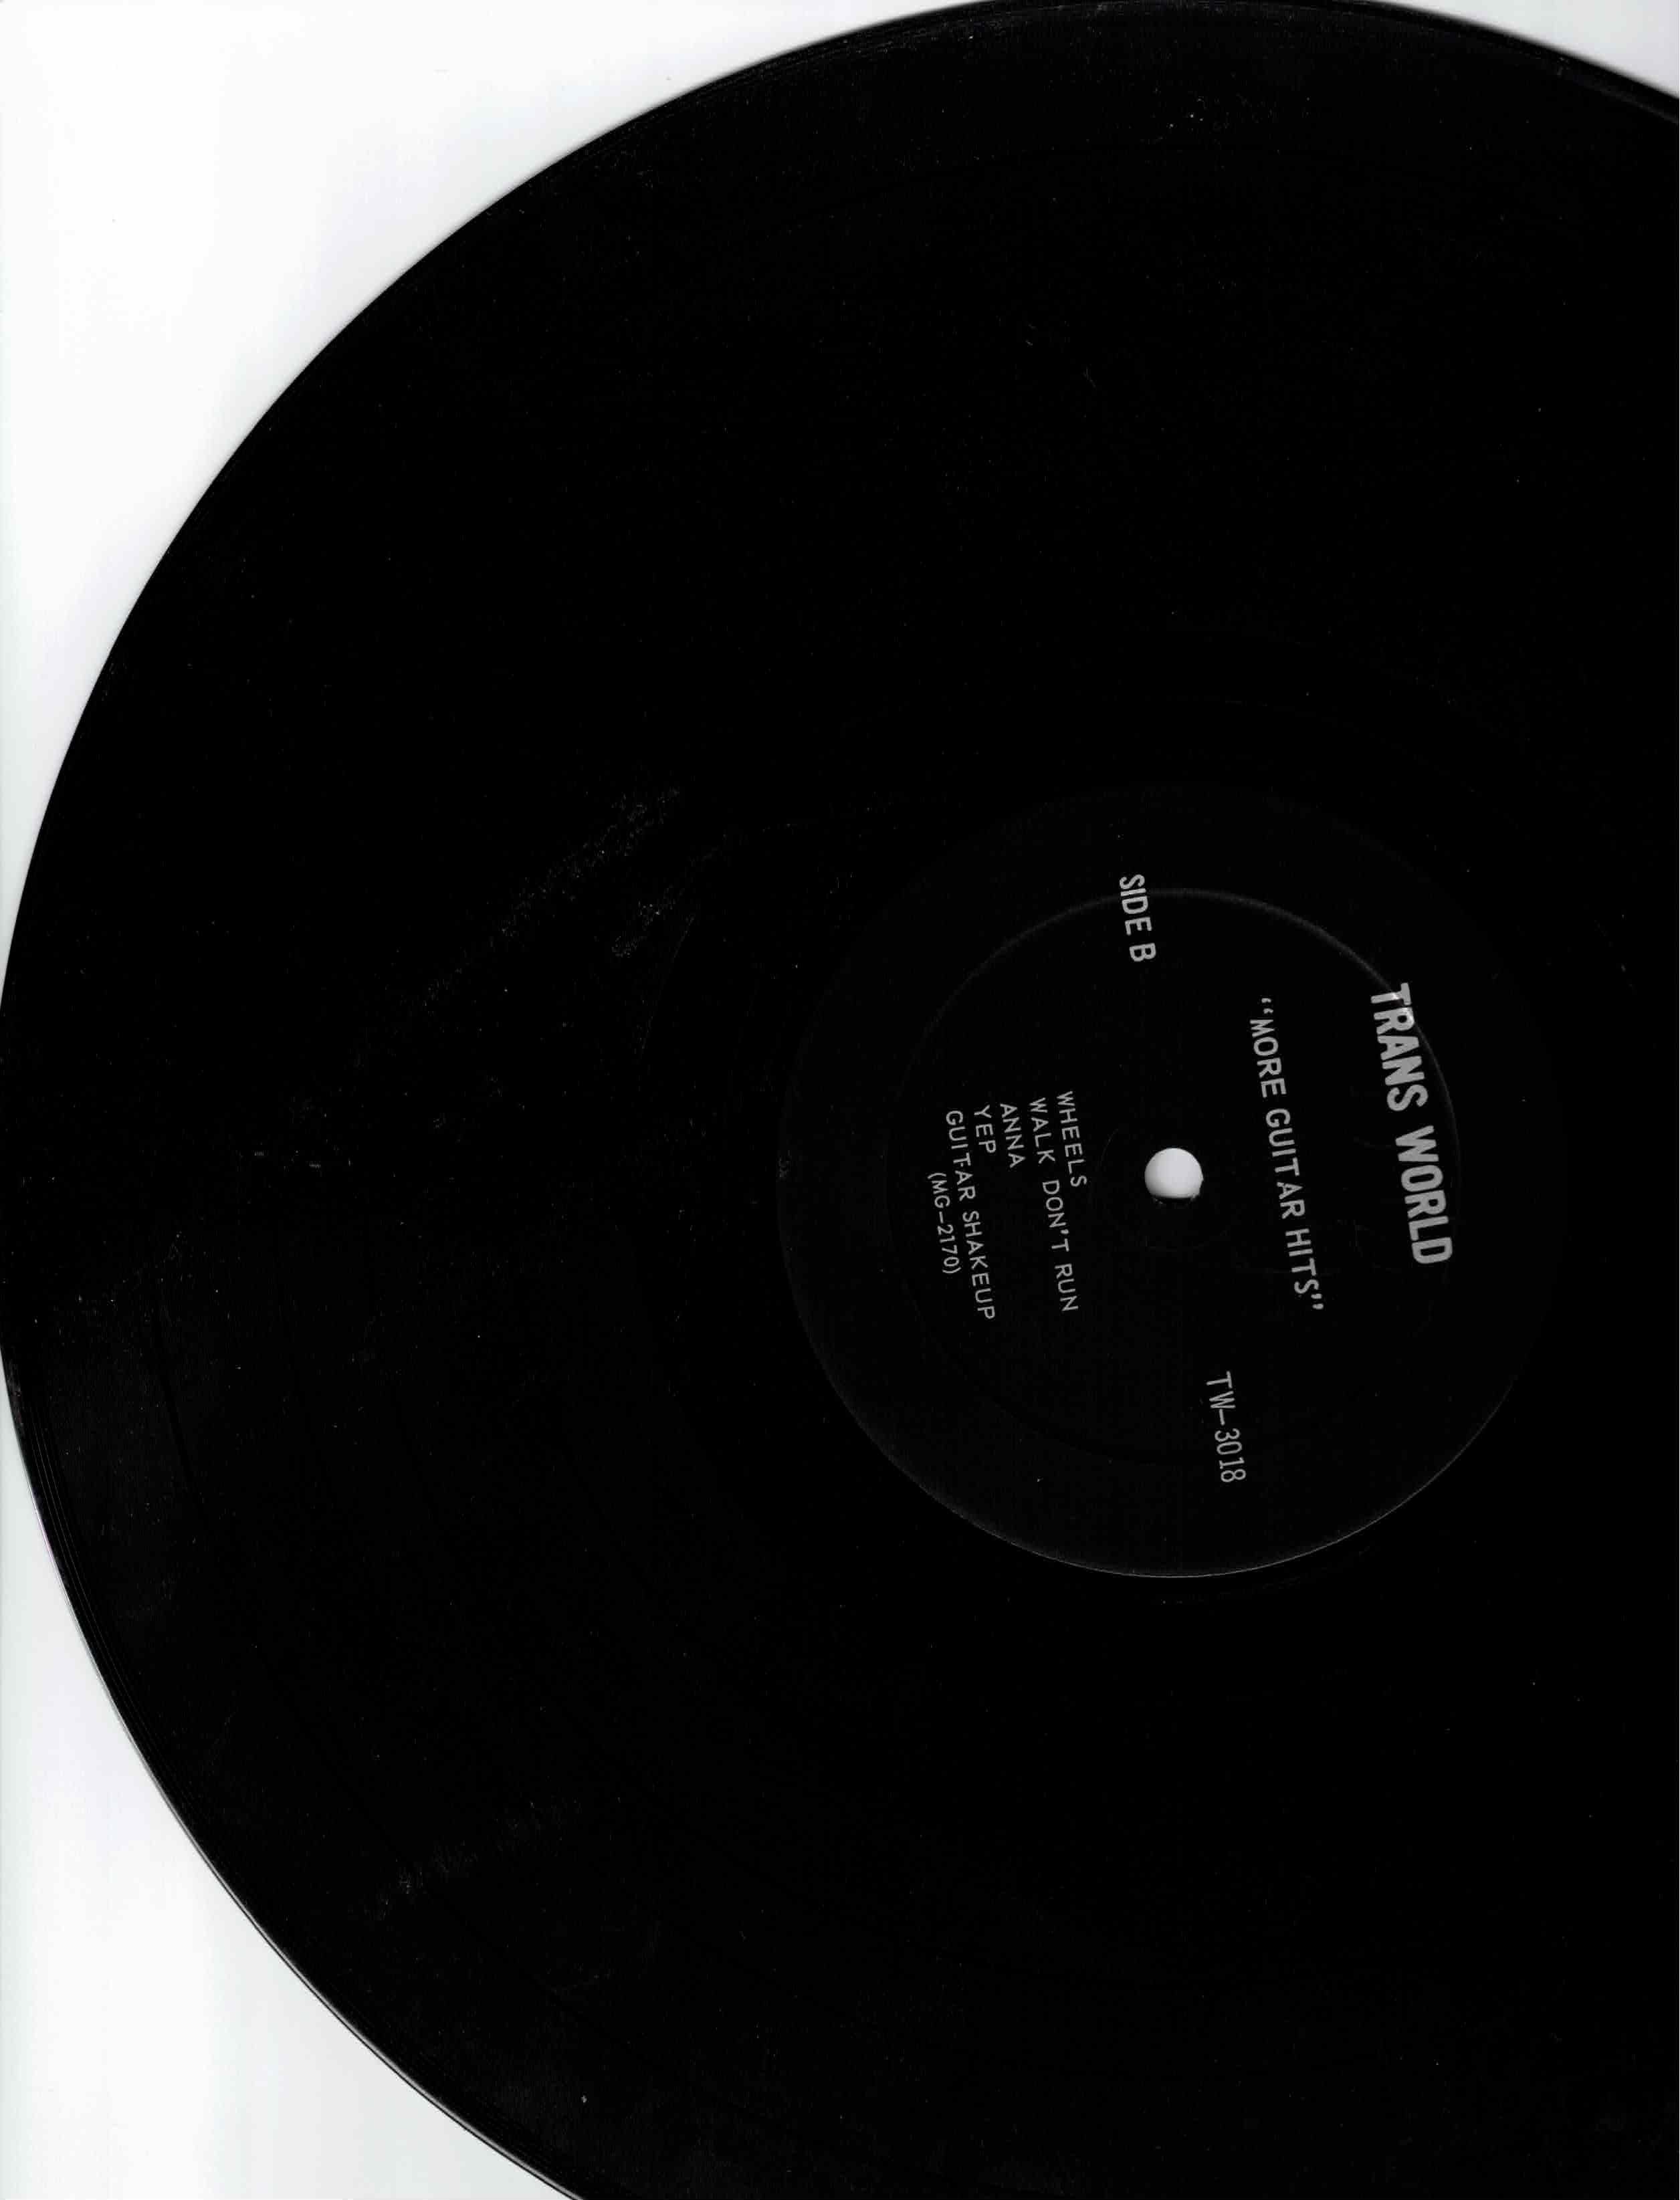 TRANS WORLD
“MORE GUITAR HITS”
SIDE B
TW–3018
WHEELS
WALK DON'T RUN
ANNA
YEP
GUITAR SHAKEUP
(MG–2170)